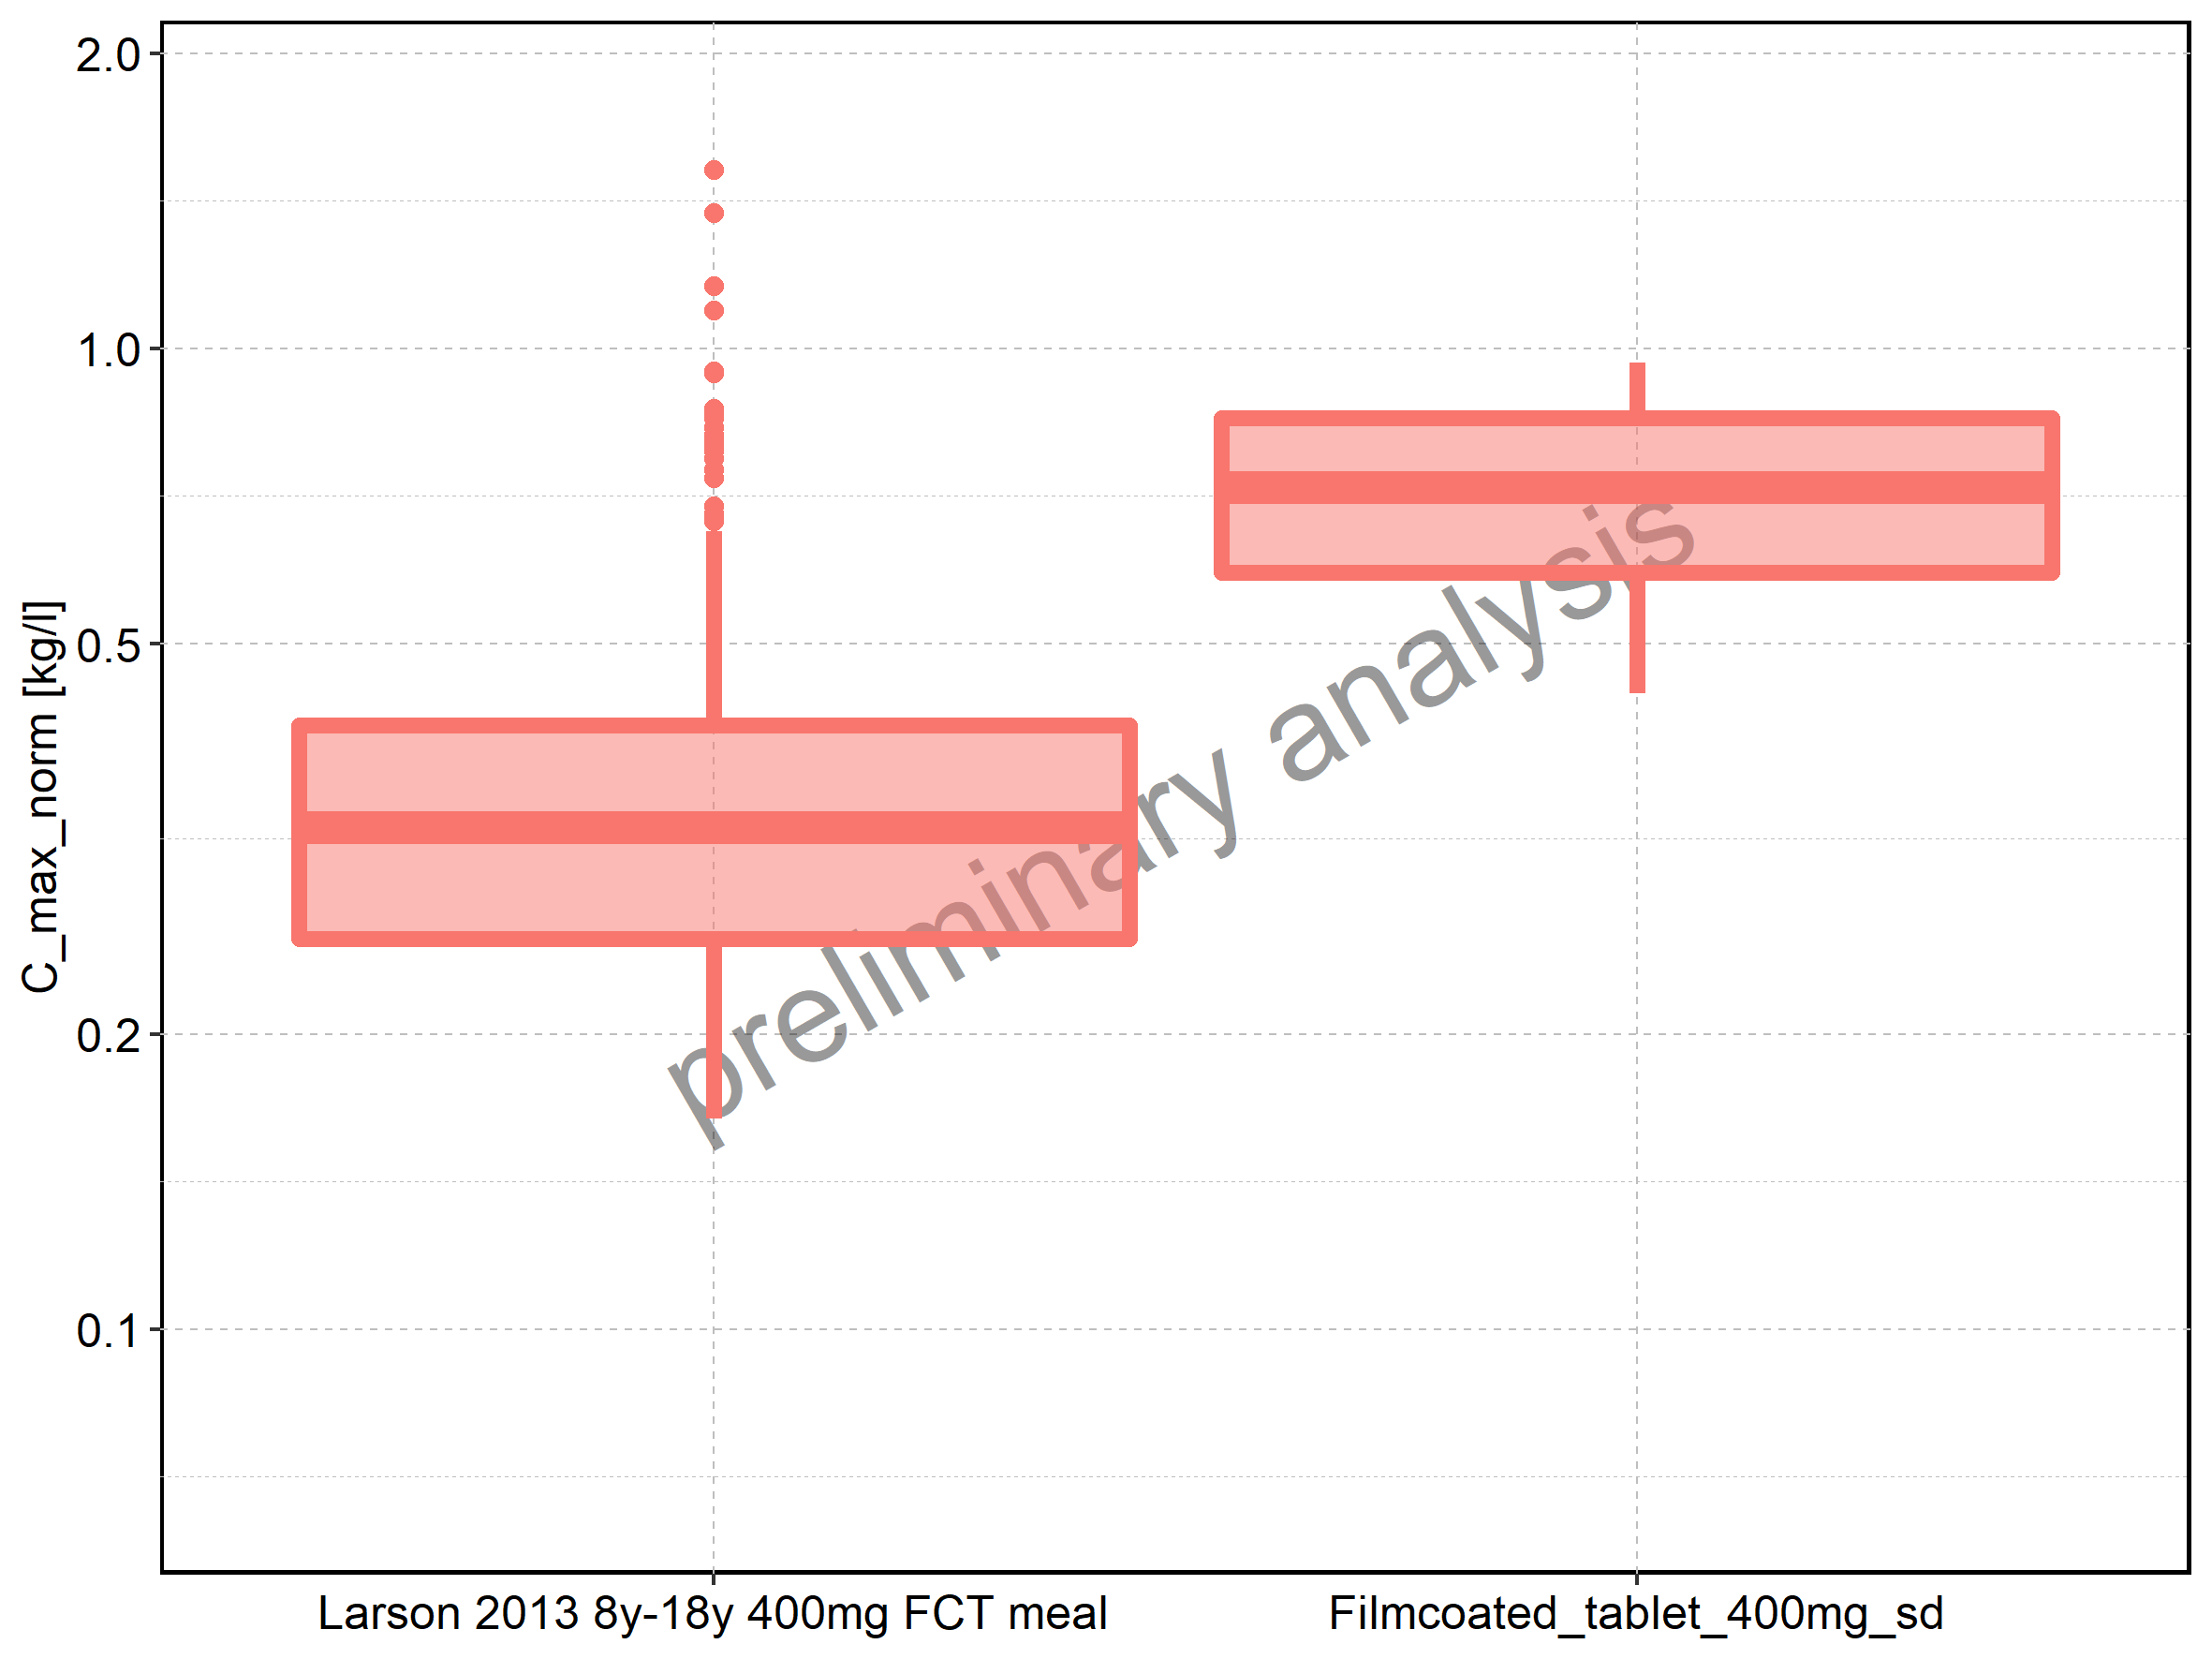 2.0
1.0
0.5
0.2
0.1
C_max_norm [kg/l]
preliminary analysis
Larson 2013 8y-18y 400mg FCT meal
Filmcoated_tablet_400mg_sd